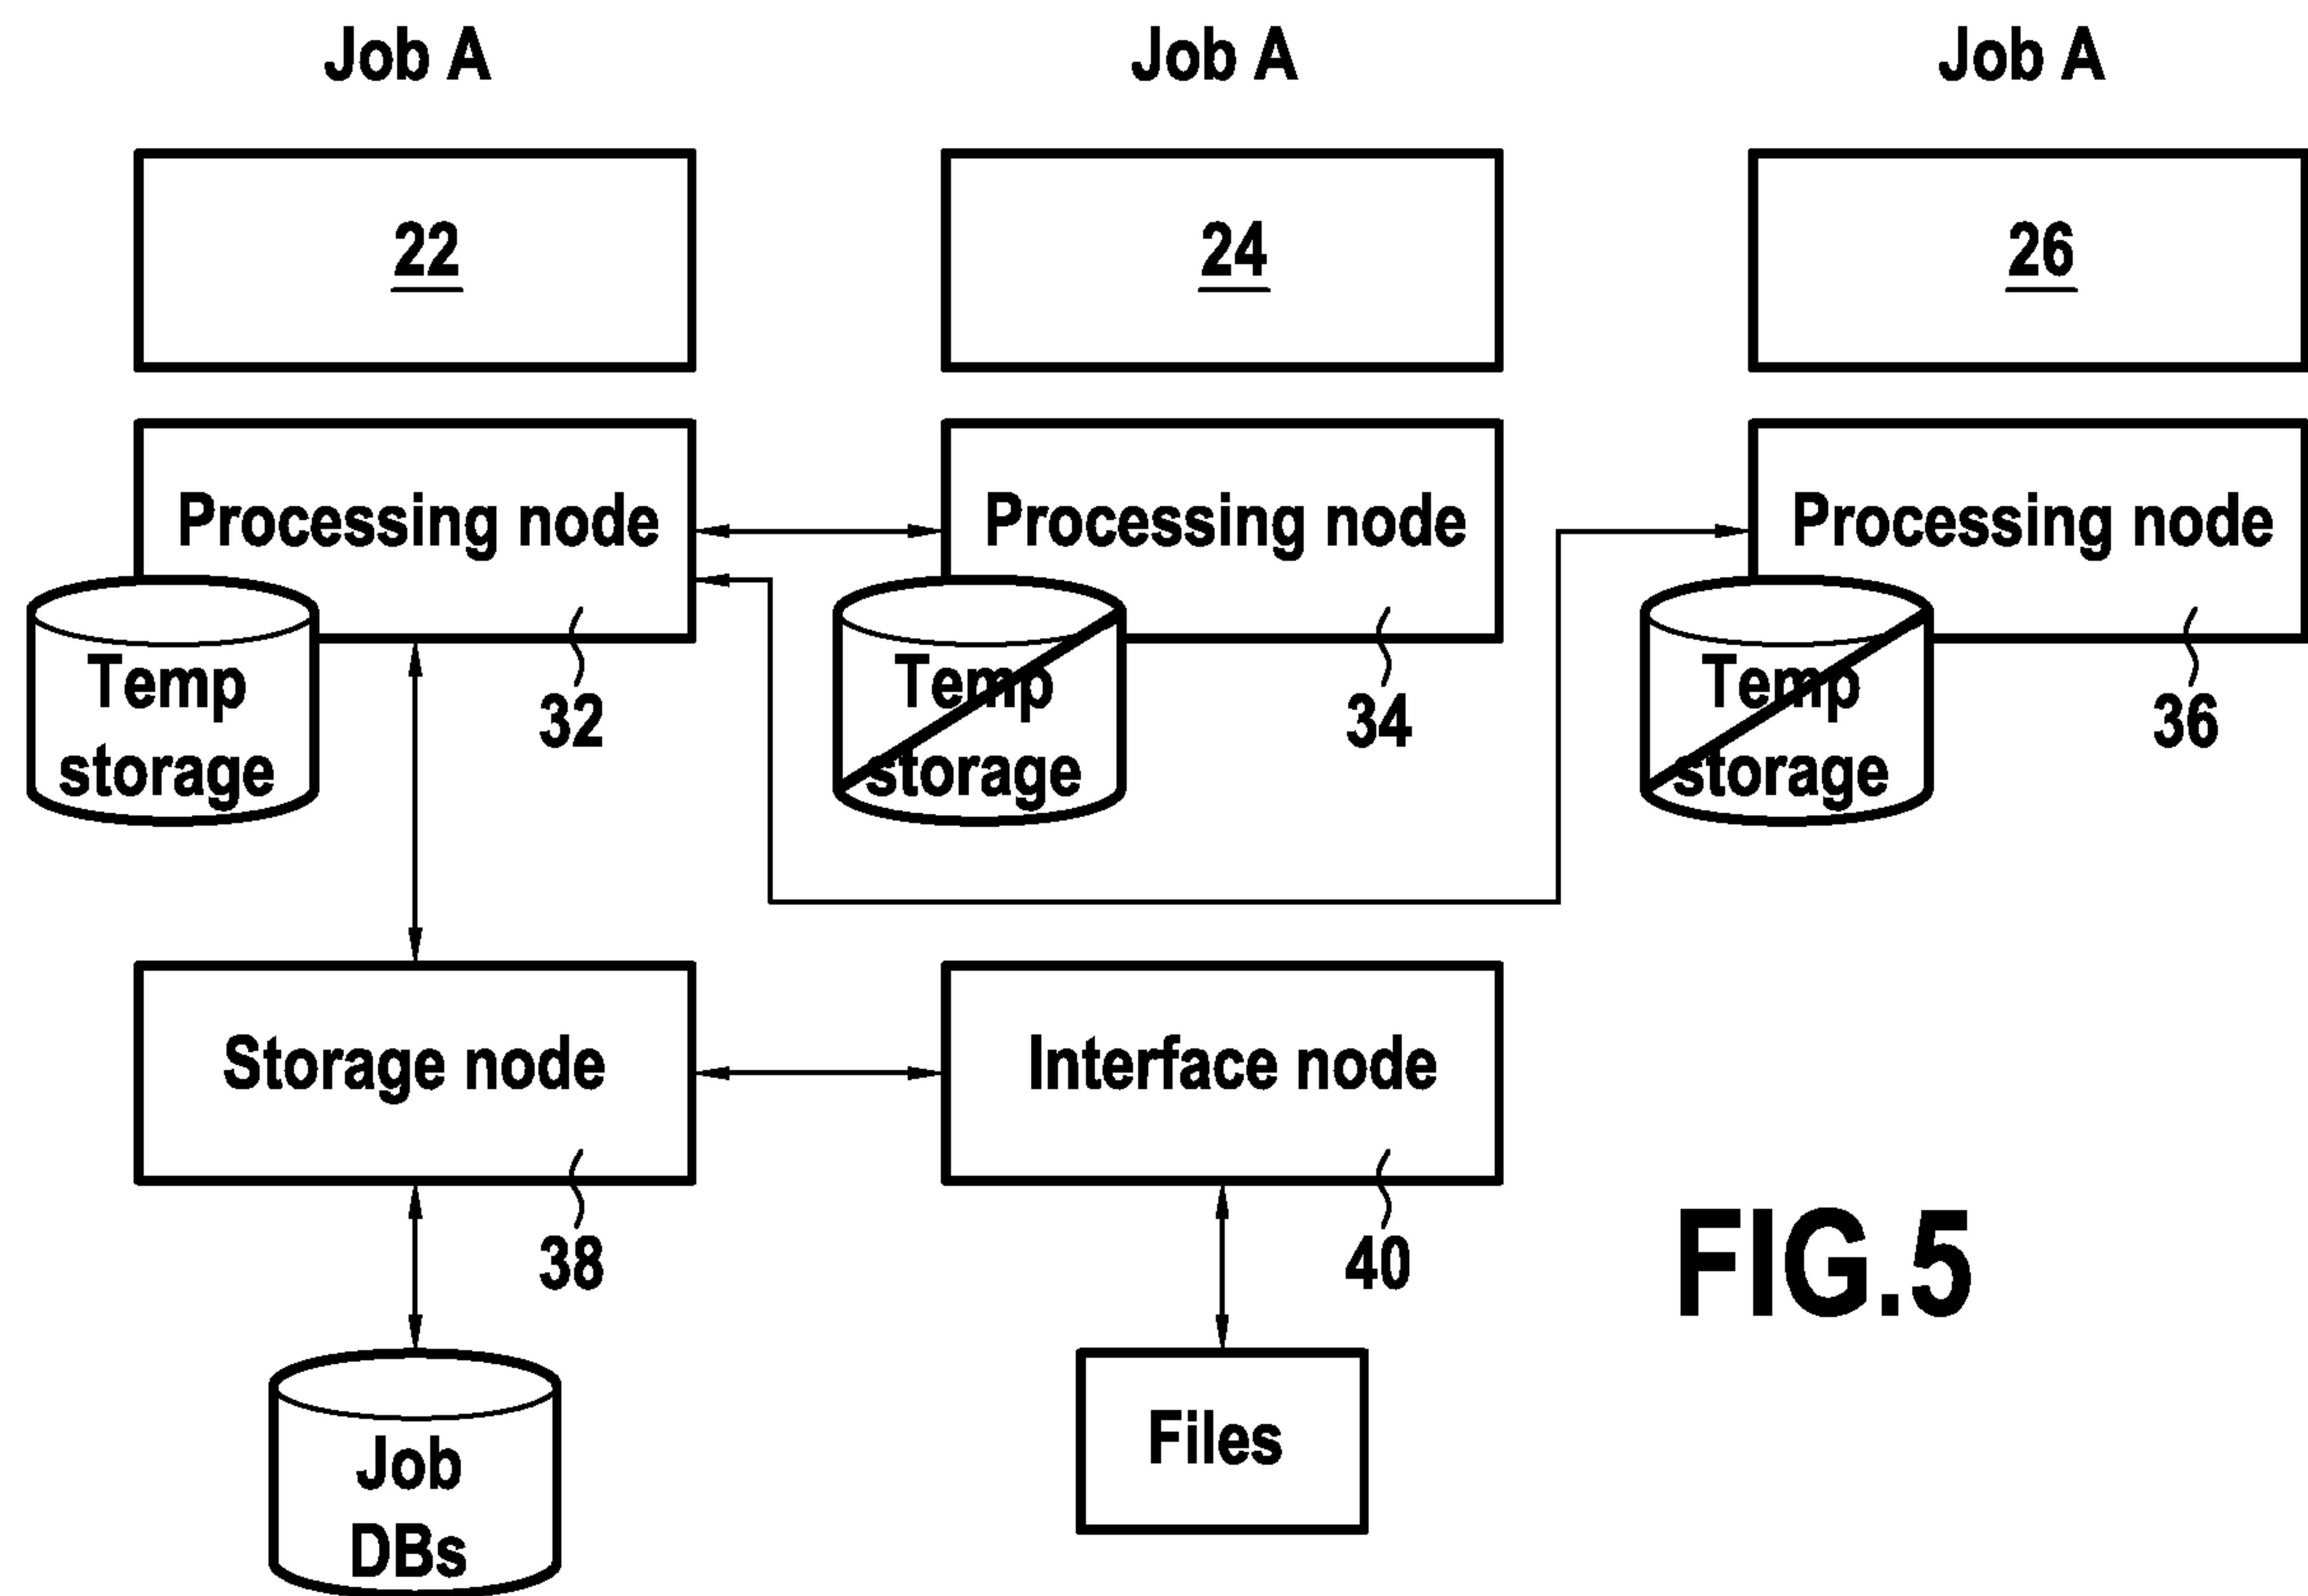 Job A
Job A
Job A
22
24
26
Processing node
Processing node
Processing node
Temp
storage
32
Temp
storage
34
Temp
storage
36
Storage node
Interface node
38
40
Job
DBs
Files
FIG.5